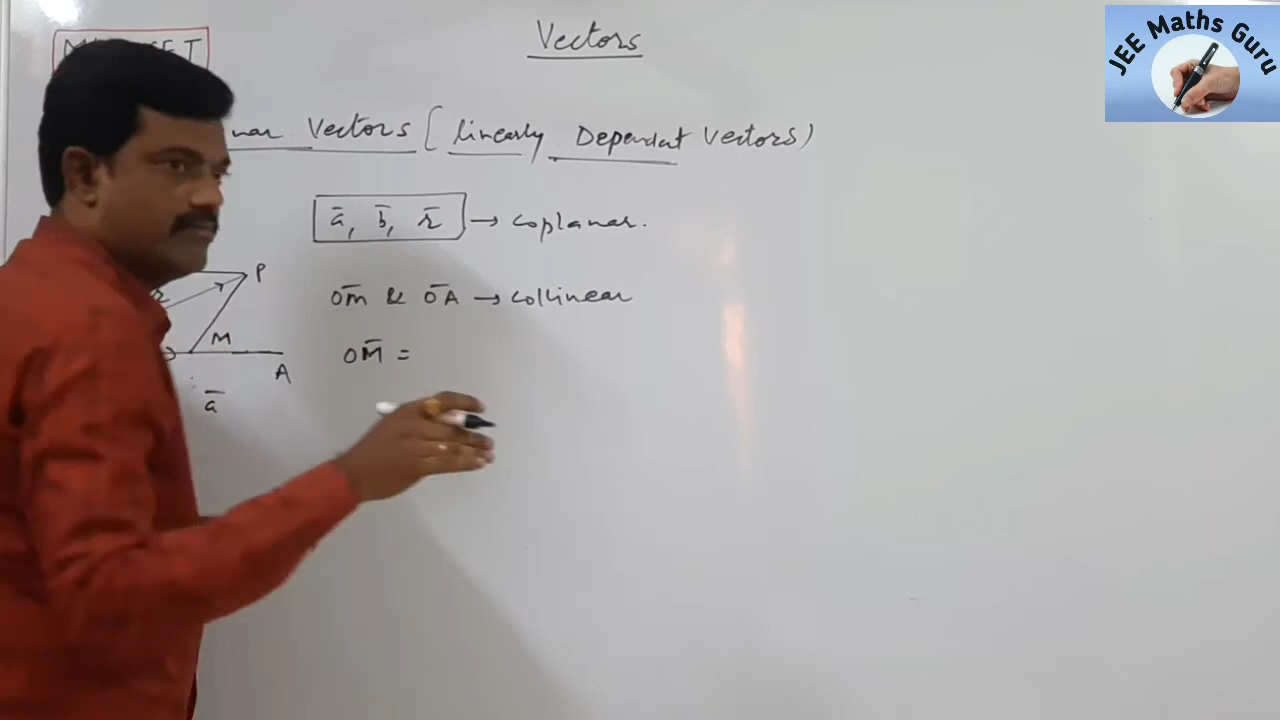 Vectors
JEE Maths Guru
nar Vectors (Linearly Dependent Vectors)
a̅, b̅, r̅ → coplanar.
P
r
OM̅ & OA̅ → collinear
M
OM̅ =
A
a̅